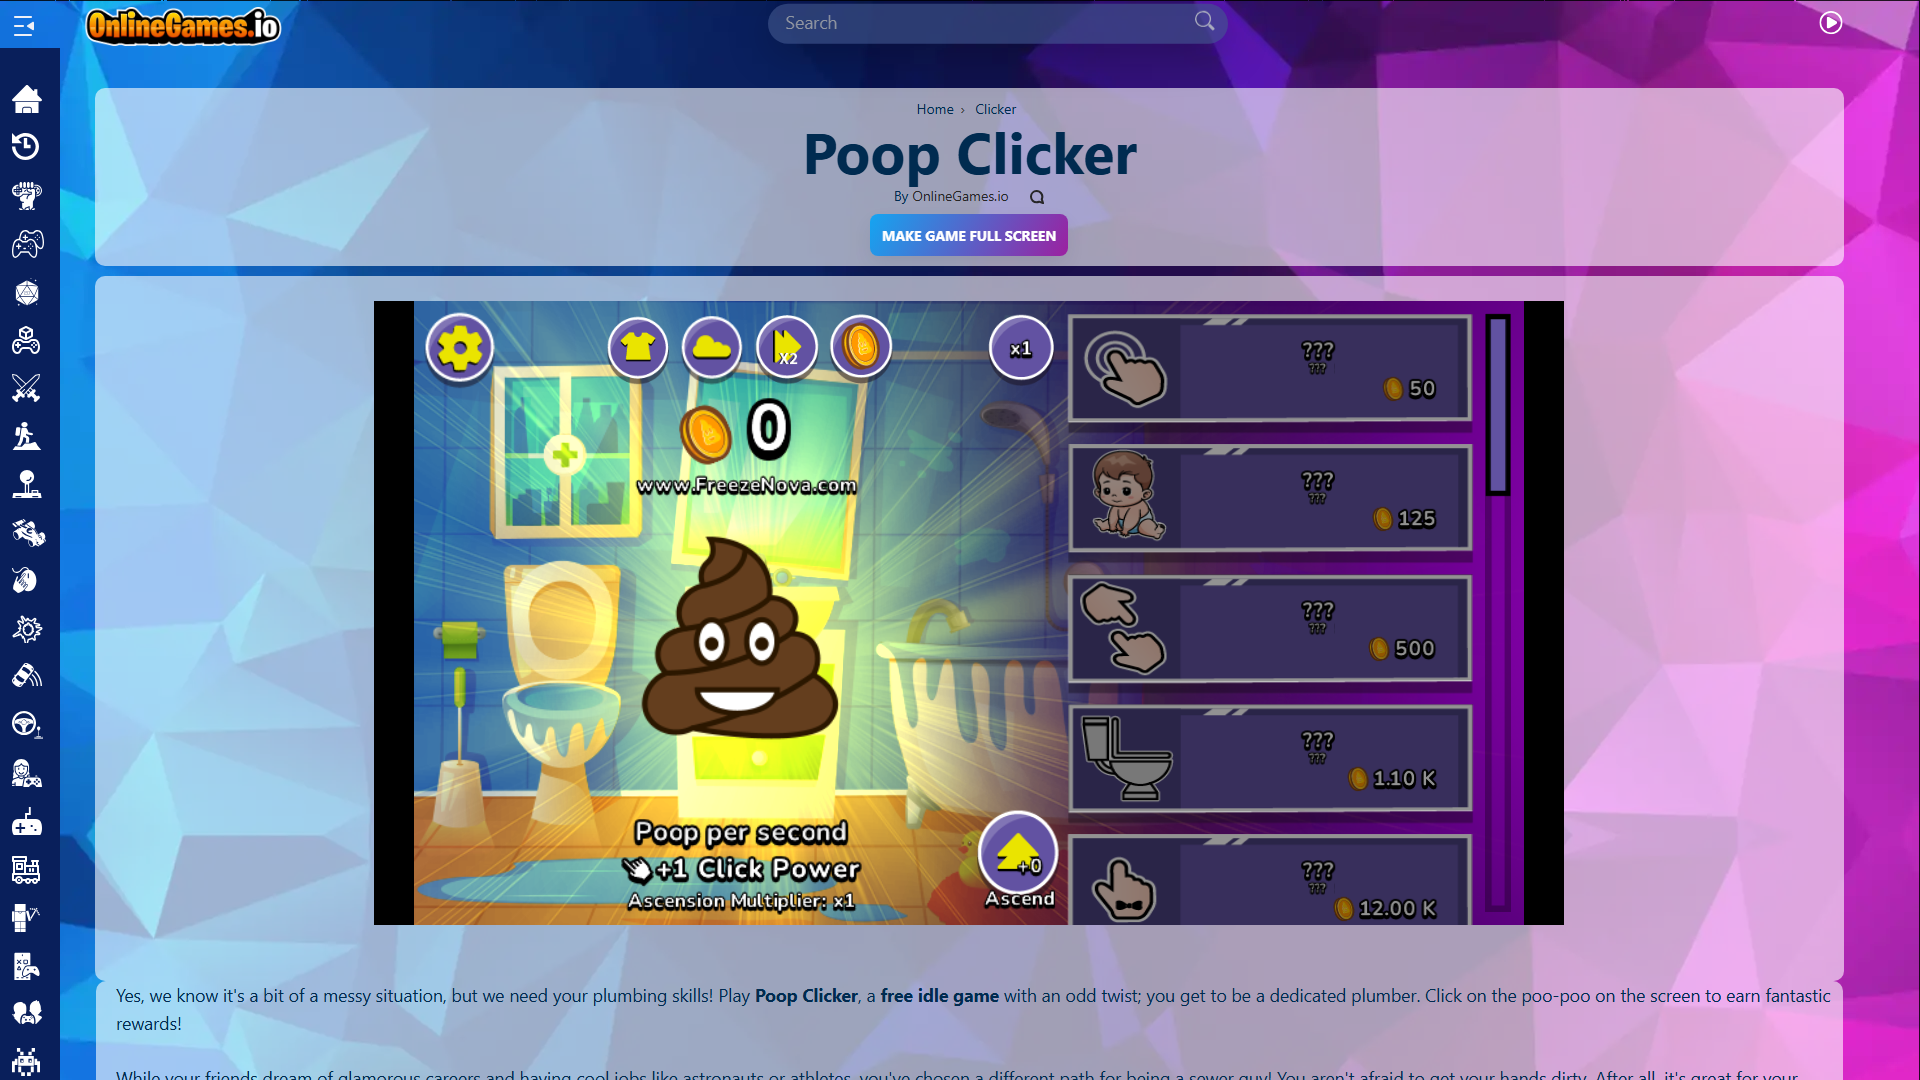 OnlineGames.io
Search
Home › Clicker
Poop Clicker
By OnlineGames.io
MAKE GAME FULL SCREEN
X2
x1
0
www.FreezeNova.com
???
???
50
???
???
125
???
???
500
???
???
1.10 K
???
???
12.00 K
Poop per second
+1 Click Power
Ascension Multiplier: x1
+0
Ascend
Yes, we know it's a bit of a messy situation, but we need your plumbing skills! Play Poop Clicker, a free idle game with an odd twist; you get to be a dedicated plumber. Click on the poo-poo on the screen to earn fantastic
rewards!
While your friends dream of glamorous careers and having cool jobs like astronauts or athletes, you've chosen a different path for being a sewer guy! You aren't afraid to get your hands dirty. After all, it's great for your